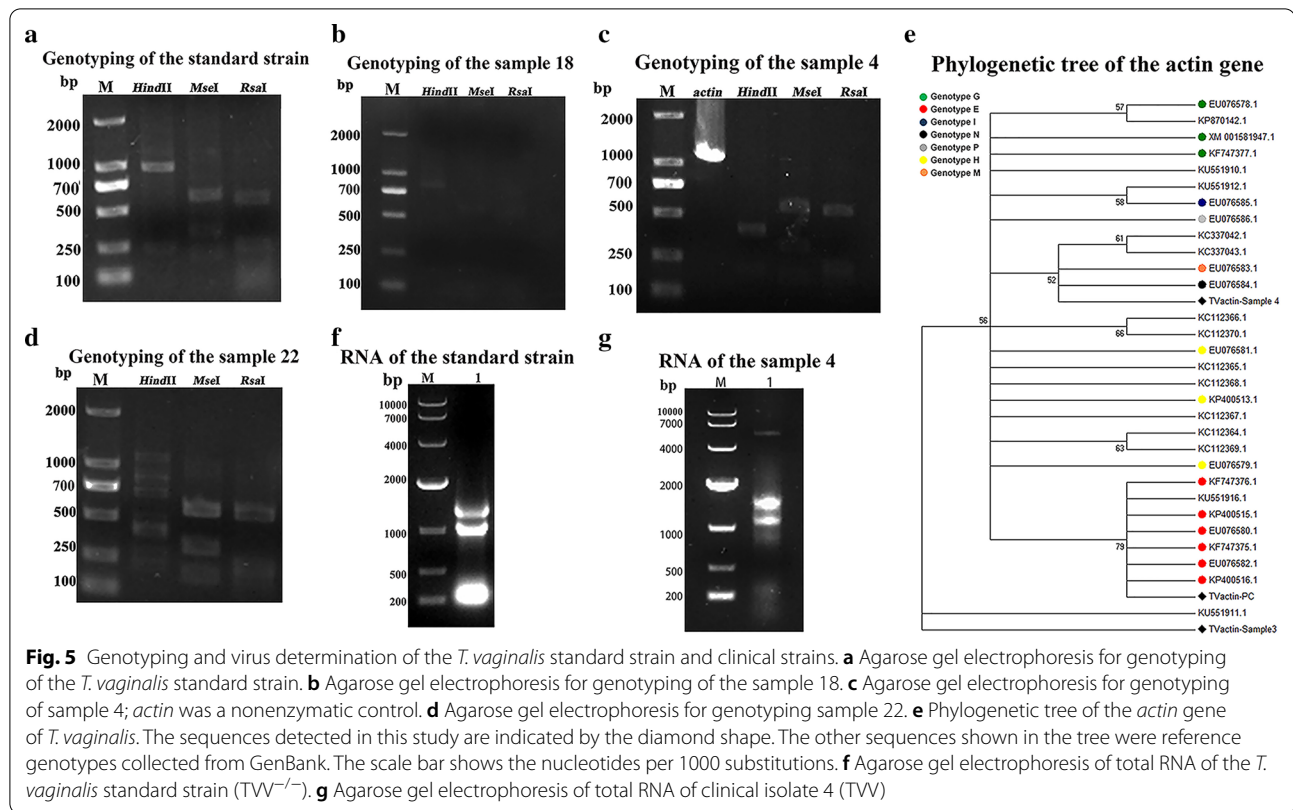 a
Genotyping of the standard strain
bp
M HindII MseI RsaI
2000
1000
700
500
250
100
b
Genotyping of the sample 18
bp
M HindII MseI RsaI
2000
1000
700
500
250
100
c
Genotyping of the sample 4
bp
M actin HindII MseI RsaI
2000
1000
700
500
250
100
d
Genotyping of the sample 22
bp
M HindII MseI RsaI
2000
1000
700
500
250
100
f
RNA of the standard strain
bp
M 1
10000
7000
4000
2000
1000
500
200
g
RNA of the sample 4
bp
M 1
10000
7000
4000
2000
1000
500
200
e
Phylogenetic tree of the actin gene
Genotype G
Genotype E
Genotype I
Genotype N
Genotype P
Genotype H
Genotype M
57
58
61
52
56
66
63
79
EU076578.1
KP870142.1
XM 001581947.1
KF747377.1
KU551910.1
KU551912.1
EU076585.1
EU076586.1
KC337042.1
KC337043.1
EU076583.1
EU076584.1
TVactin-Sample 4
KC112366.1
KC112370.1
EU076581.1
KC112365.1
KC112368.1
KP400513.1
KC112367.1
KC112364.1
KC112369.1
EU076579.1
KF747376.1
KU551916.1
KP400515.1
EU076580.1
KF747375.1
EU076582.1
KP400516.1
TVactin-PC
KU551911.1
TVactin-Sample3
Fig. 5 Genotyping and virus determination of the T. vaginalis standard strain and clinical strains. a Agarose gel electrophoresis for genotyping
of the T. vaginalis standard strain. b Agarose gel electrophoresis for genotyping of the sample 18. c Agarose gel electrophoresis for genotyping
of sample 4; actin was a nonenzymatic control. d Agarose gel electrophoresis for genotyping sample 22. e Phylogenetic tree of the actin gene
of T. vaginalis. The sequences detected in this study are indicated by the diamond shape. The other sequences shown in the tree were reference
genotypes collected from GenBank. The scale bar shows the nucleotides per 1000 substitutions. f Agarose gel electrophoresis of total RNA of the T.
vaginalis standard strain (TVV−/−). g Agarose gel electrophoresis of total RNA of clinical isolate 4 (TVV)